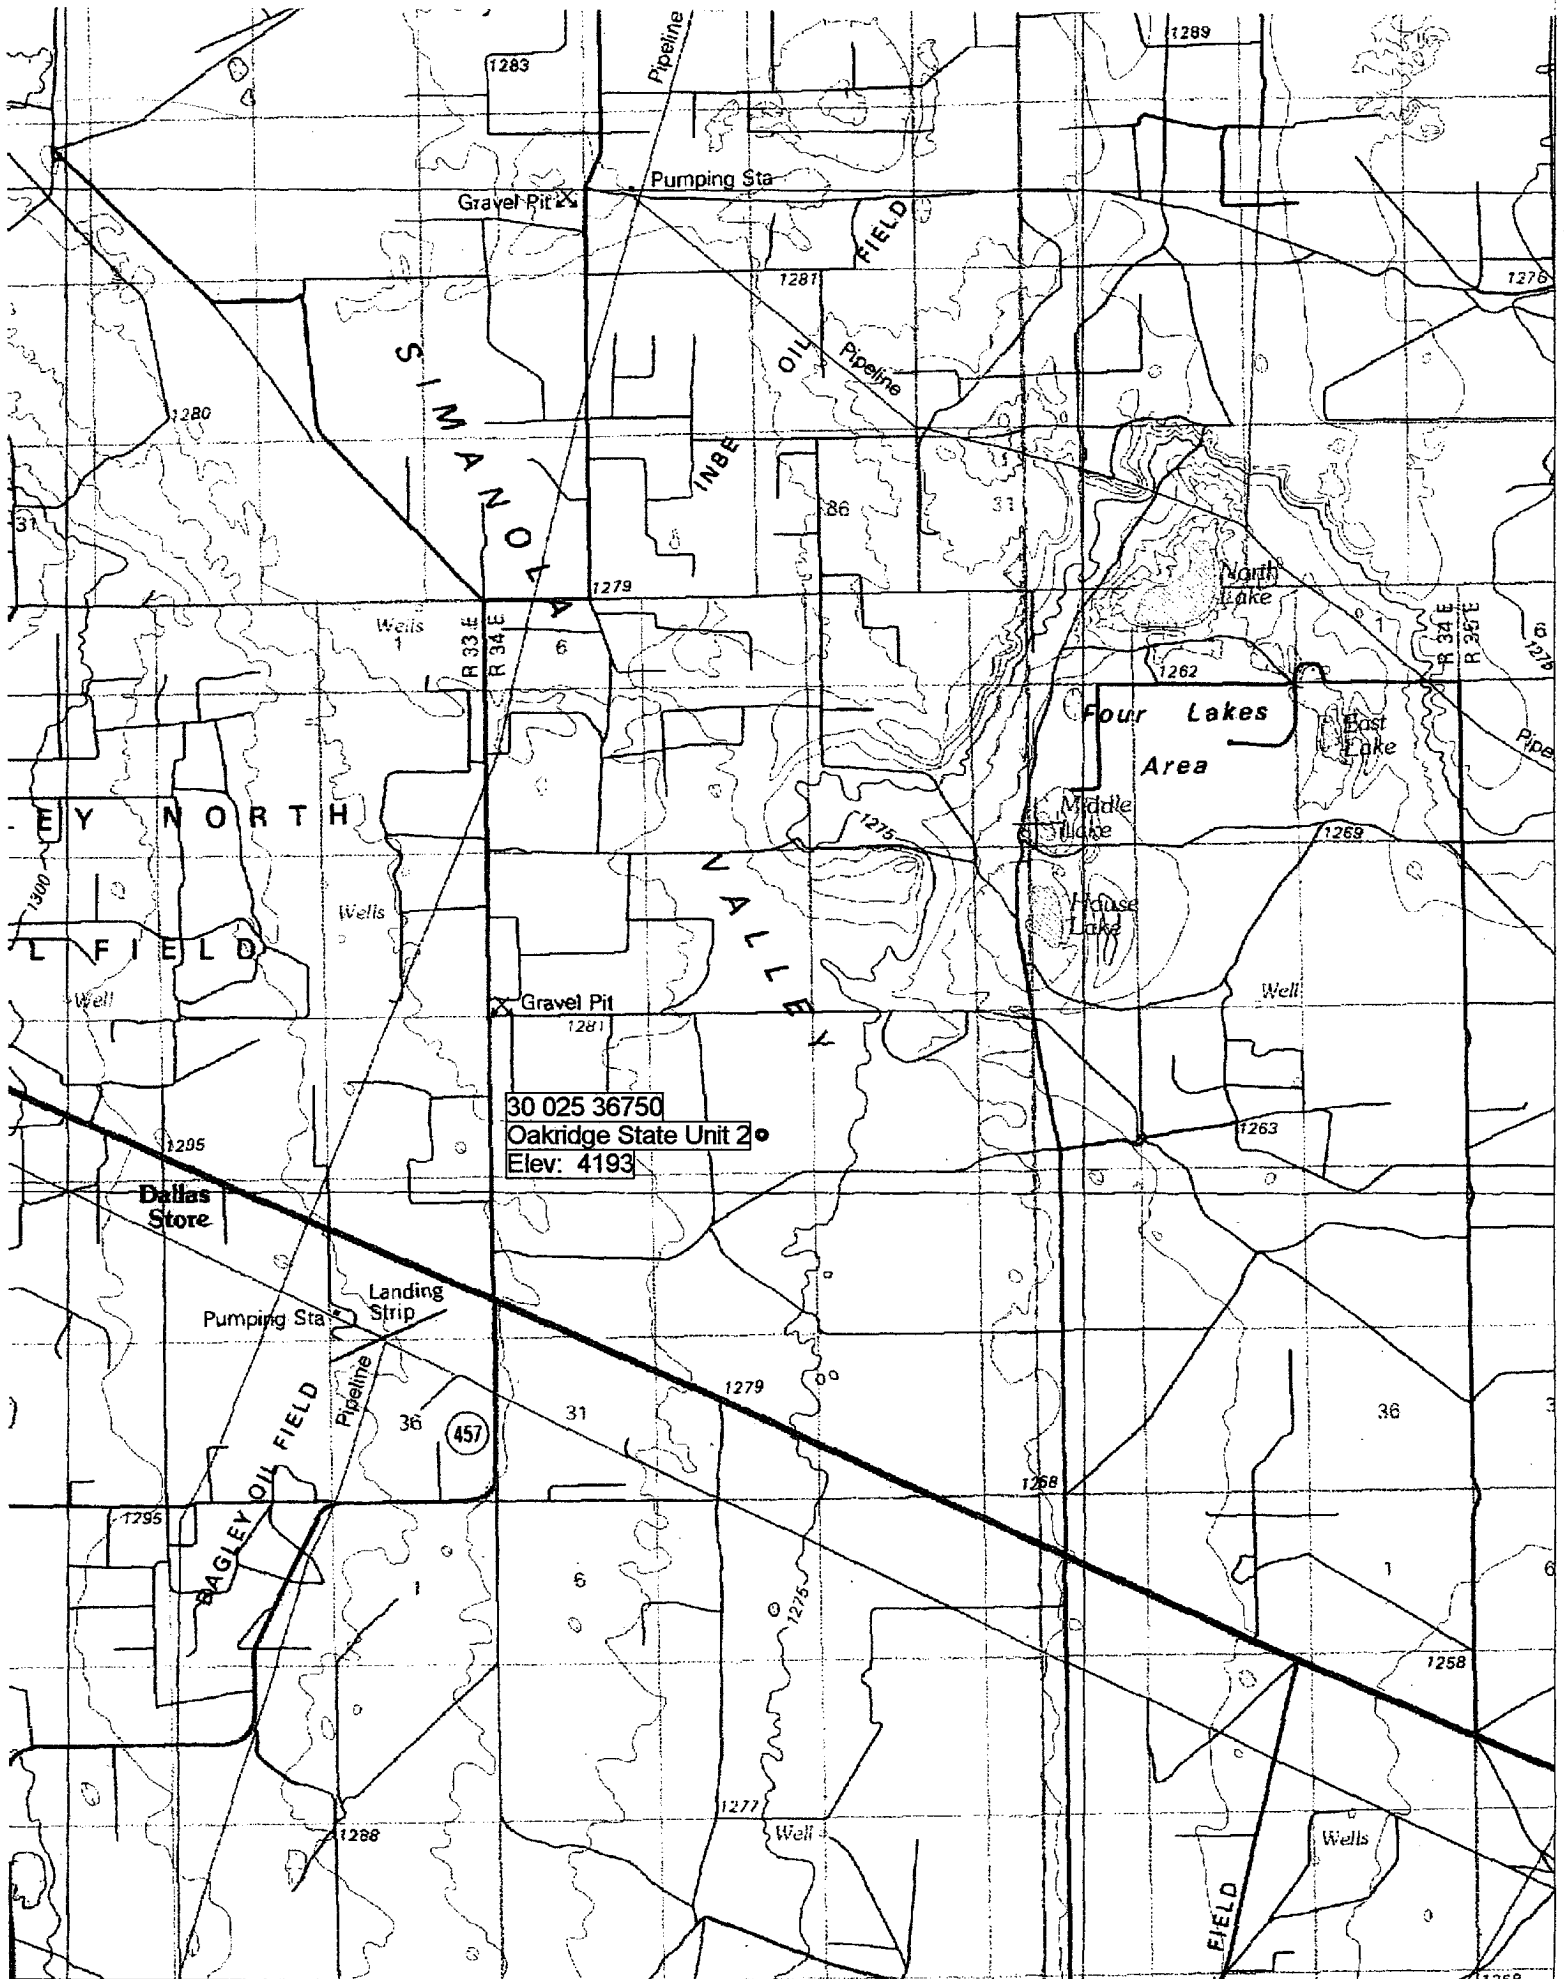 Pipeline
1289
1283
Pumping Sta
Gravel Pit
FIELD
1281
1276
SIMANOLA
OIL
Pipeline
1280
INBE
31
36
31
1279
North
Lake
Wells
1
R 33 E
R 34 E
6
1
R 34 E
R 35 E
6
1262
Four Lakes
Area
East
Lake
Pipe
Middle
Lake
EY NORTH
1275
1269
1300
VALLEY
Wells
House
Lake
L FIELD
Well
Gravel Pit
1281
Well
30 025 36750
Oakridge State Unit 2
Elev: 4193
1263
1295
Dallas
Store
Landing
Strip
Pumping Sta
Pipeline
1279
36
457
31
36
BAGLEY OIL FIELD
1268
1295
1
6
1275
1
6
1258
1277
1288
Well
Wells
FIELD